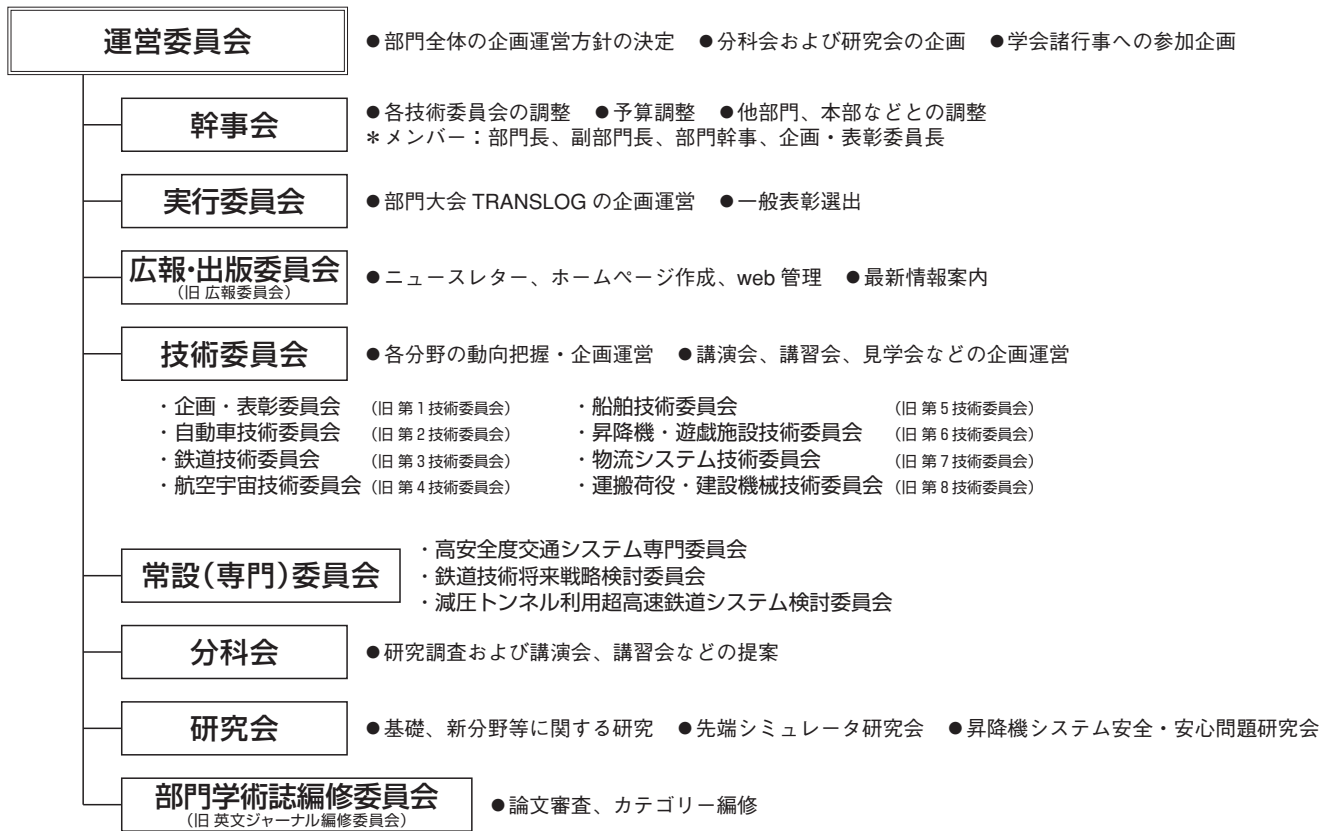 運営委員会 ●部門全体の企画運営方針の決定 ●分科会および研究会の企画 ●学会諸行事への参加企画
幹事会 ●各技術委員会の調整 ●予算調整 ●他部門、本部などとの調整
＊メンバー：部門長、副部門長、部門幹事、企画・表彰委員長
実行委員会 ●部門大会 TRANSLOG の企画運営 ●一般表彰選出
広報・出版委員会 ●ニュースレター、ホームページ作成、web 管理 ●最新情報案内
（旧 広報委員会）
技術委員会 ●各分野の動向把握・企画運営 ●講演会、講習会、見学会などの企画運営
・企画・表彰委員会 （旧 第1技術委員会） ・船舶技術委員会 （旧 第5技術委員会）
・自動車技術委員会 （旧 第2技術委員会） ・昇降機・遊戯施設技術委員会 （旧 第6技術委員会）
・鉄道技術委員会 （旧 第3技術委員会） ・物流システム技術委員会 （旧 第7技術委員会）
・航空宇宙技術委員会 （旧 第4技術委員会） ・運搬荷役・建設機械技術委員会 （旧 第8技術委員会）
常設（専門）委員会
・高安全度交通システム専門委員会
・鉄道技術将来戦略検討委員会
・減圧トンネル利用超高速鉄道システム検討委員会
分科会 ●研究調査および講演会、講習会などの提案
研究会 ●基礎、新分野等に関する研究 ●先端シミュレータ研究会 ●昇降機システム安全・安心問題研究会
部門学術誌編修委員会 ●論文審査、カテゴリー編修
（旧 英文ジャーナル編修委員会）